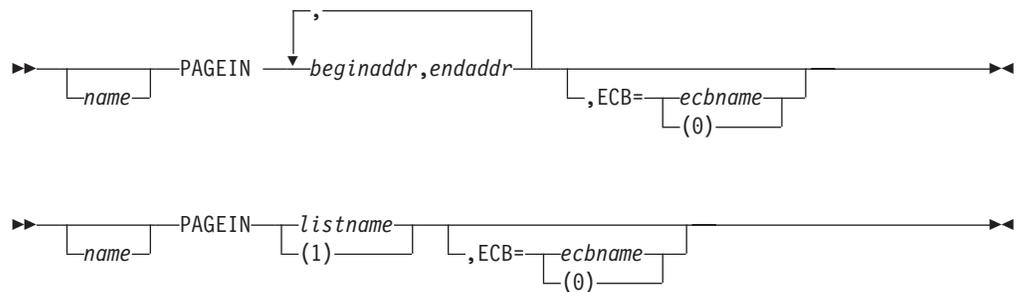 ,
PAGEIN beginaddr,endaddr
name ,ECB= ecbname
(0)
PAGEIN listname
name (1) ,ECB= ecbname
(0)